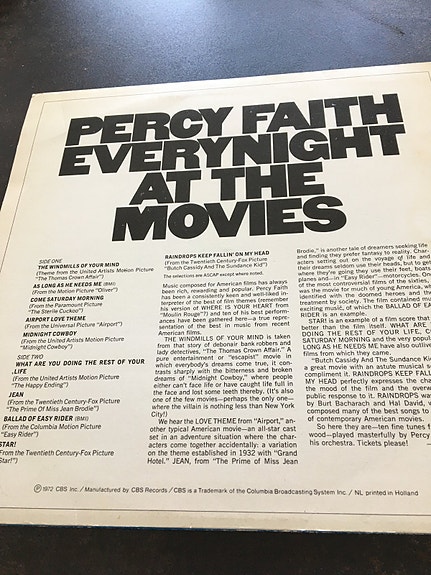 PERCY FAITH
EVERYNIGHT
AT THE
MOVIES
SIDE ONE
THE WINDMILLS OF YOUR MIND
(Theme from the United Artists Motion Picture
"The Thomas Crown Affair")
AS LONG AS HE NEEDS ME (BMI)
(From the Motion Picture "Oliver")
COME SATURDAY MORNING
(From the Paramount Picture
"The Sterile Cuckoo")
AIRPORT LOVE THEME
(From the Universal Picture "Airport")
MIDNIGHT COWBOY
(From the United Artists Motion Picture
"Midnight Cowboy")
SIDE TWO
WHAT ARE YOU DOING THE REST OF YOUR
LIFE
(From the United Artists Motion Picture
"The Happy Ending")
JEAN
(From the Twentieth Century-Fox Picture
"The Prime Of Miss Jean Brodie")
BALLAD OF EASY RIDER (BMI)
(From the Columbia Motion Picture
"Easy Rider")
STAR!
(From the Twentieth Century-Fox Picture
"Star!")
RAINDROPS KEEP FALLIN' ON MY HEAD
(From the Twentieth Century-Fox Picture
"Butch Cassidy And The Sundance Kid")
The selections are ASCAP except where noted.
Music composed for American films has always
been rich, rewarding and popular. Percy Faith
has been a consistently keen and well-liked in-
terpreter of the best of film themes (remember
his version of WHERE IS YOUR HEART from
"Moulin Rouge"?) and ten of his best perform-
ances have been gathered here—a true rep-
sentation of the best in music from recent
American films.
THE WINDMILLS OF YOUR MIND is taken
from that story of debonair bank robbers and
lady detectives, "The Thomas Crown Affair." A
pure entertainment or "escapist" movie in
which everybody's dreams come true, it con-
trasts sharply with the bitterness and broken
dreams of "Midnight Cowboy," where people
either can't face life or have caught life full in
the face and lost some teeth thereby. (It's also
one of the few movies—perhaps the only one—
where the villain is nothing less than New York
City!)
We hear the LOVE THEME from "Airport," an-
other typical American movie—an all-star cast
set in an adventure situation where the char-
acters come together accidentally: a variation
on the theme established in 1932 with "Grand
Hotel." JEAN, from "The Prime of Miss Jean
Brodie," is another tale of dreamers seeking life
and finding they prefer fantasy to reality. Char-
acters setting out on the voyage of life and
their dreams seldom use their heads, but to get
where they're going they use their feet, boats
planes and—in "Easy Rider"—motorcycles. One
of the most controversial films of the sixties,
was the movie for much of young America, wh
identified with the doomed heroes and the
treatment by society. The film contained mu
exciting music, of which the BALLAD OF EA
RIDER is an example.
STAR! is an example of a film score that
better than the film itself. WHAT ARE
DOING THE REST OF YOUR LIFE, C
SATURDAY MORNING and the very popul
LONG AS HE NEEDS ME have also outlive
films from which they came.
"Butch Cassidy And The Sundance Kid
a great movie with an astute musical s
compliment it. RAINDROPS KEEP FALL
MY HEAD perfectly expresses the cha
the mood of the film and the overw
public response to it. RAINDROPS wa
by Burt Bacharach and Hal David, w
composed many of the best songs to
of contemporary American movies.
So here they are—ten fine tunes f
wood—played masterfully by Percy
his orchestra. Tickets please!
Ⓟ 1972 CBS Inc. / Manufactured by CBS Records / CBS is a Trademark of the Columbia Broadcasting System Inc. / NL printed in Holland